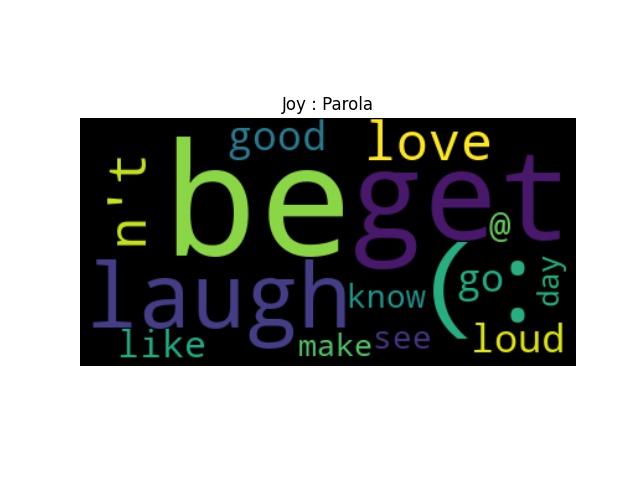 Joy : Parola
good
love
n't
be
get
@
laugh
know
(:
go
day
like
make
see
loud